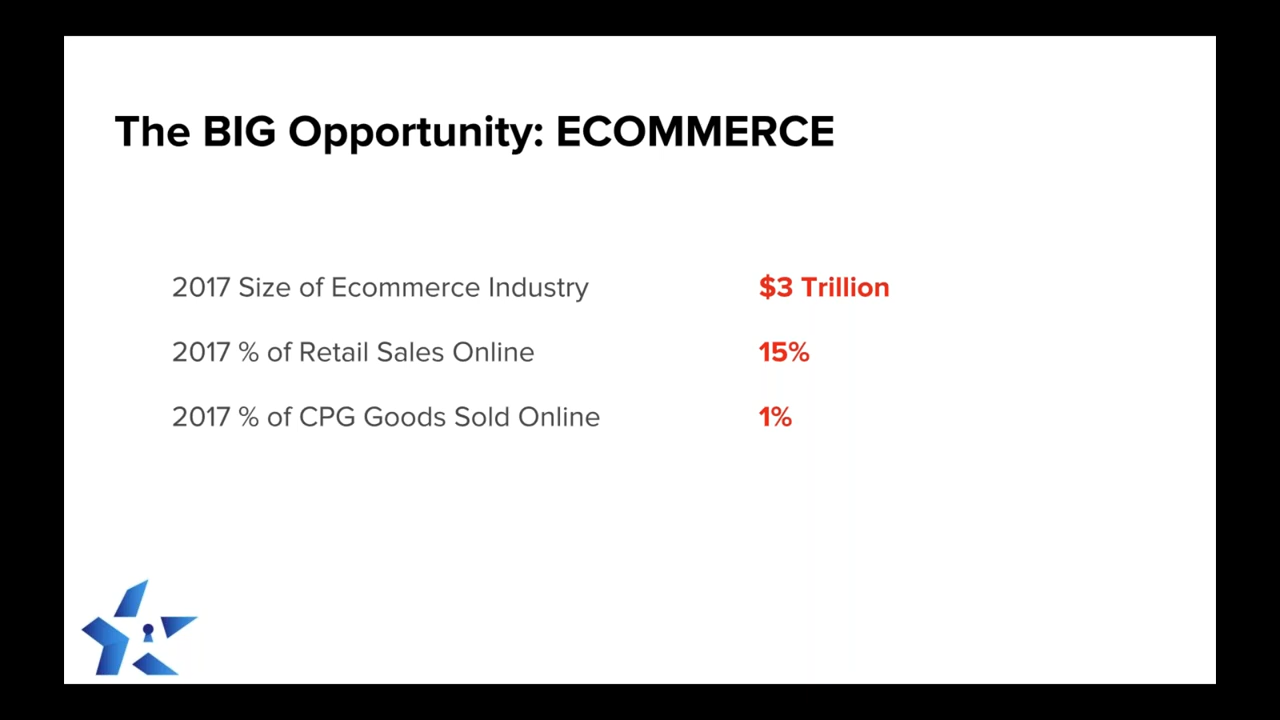 The BIG Opportunity: ECOMMERCE
2017 Size of Ecommerce Industry $3 Trillion
2017 % of Retail Sales Online 15%
2017 % of CPG Goods Sold Online 1%